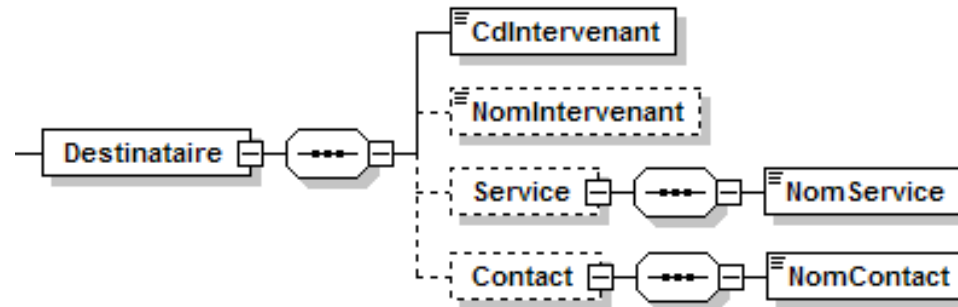 CdIntervenant
NomIntervenant
Destinataire
Service
NomService
Contact
NomContact